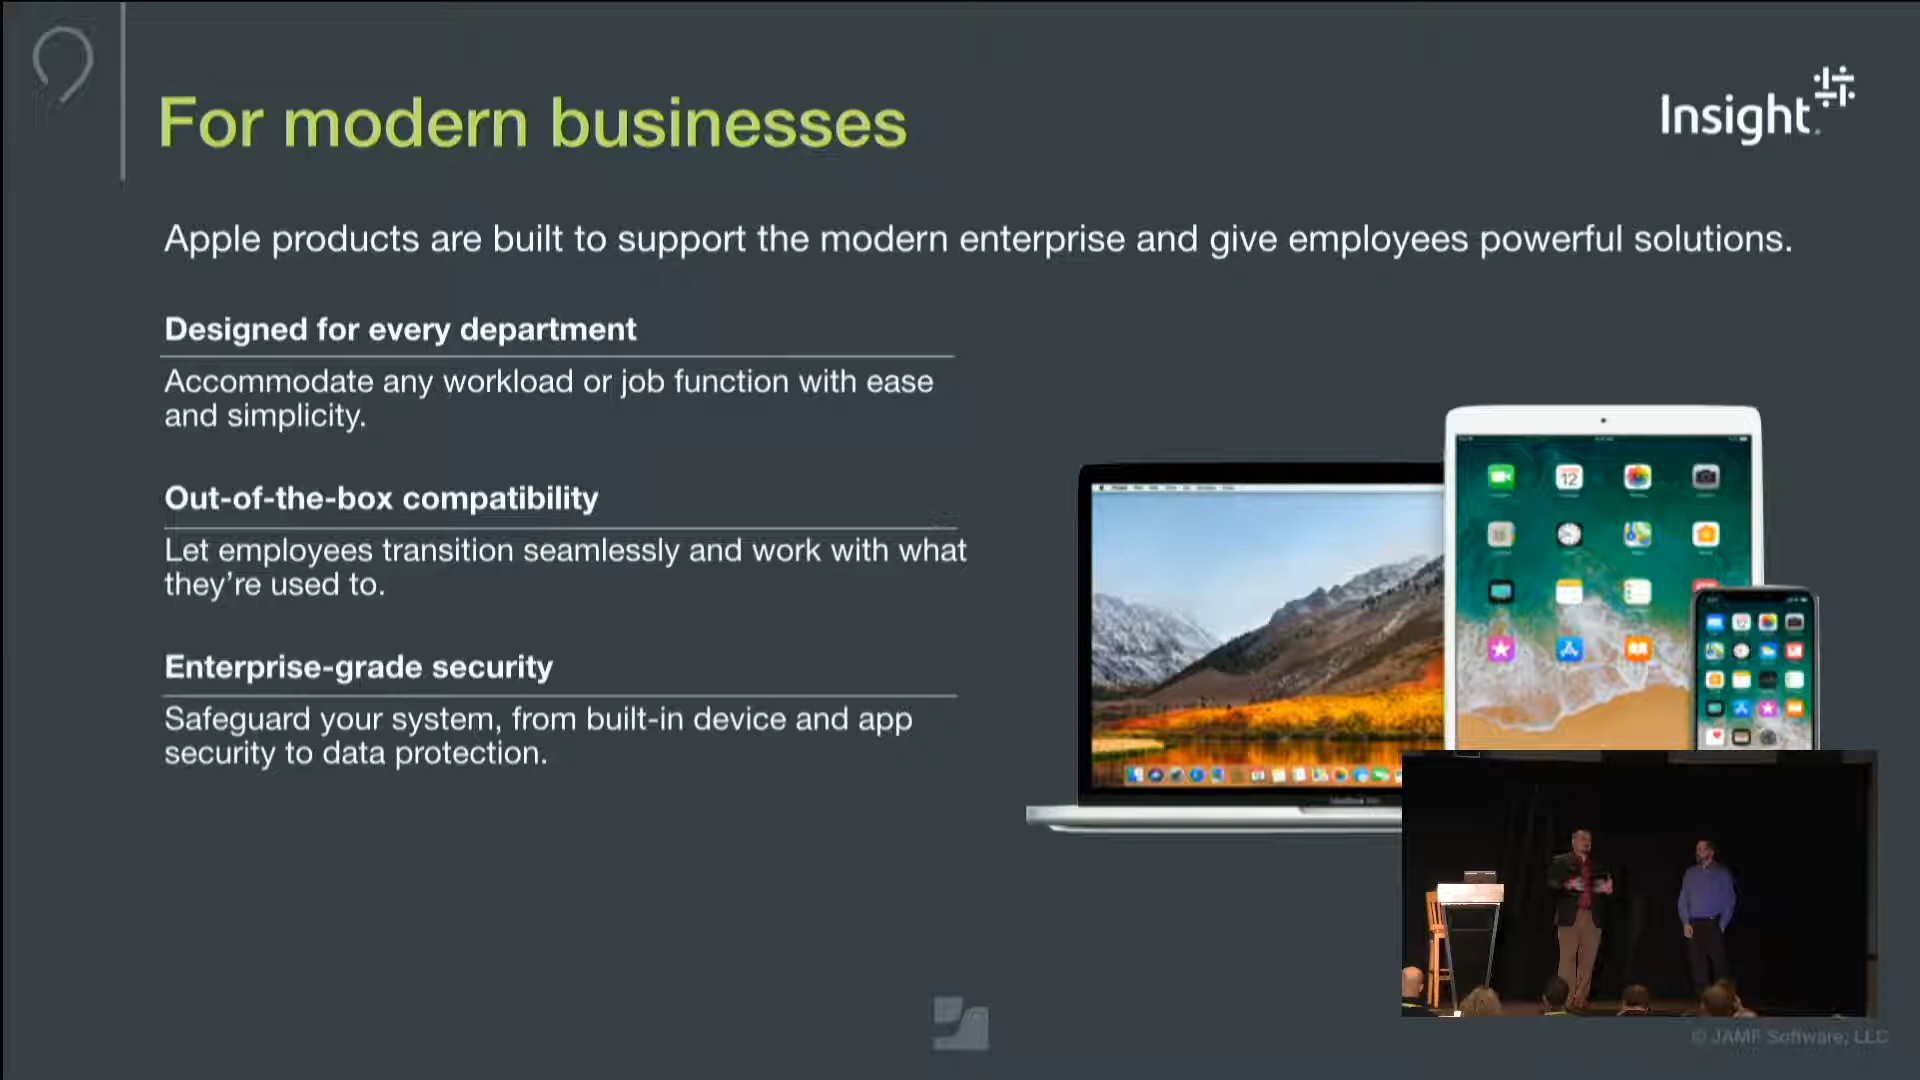 For modern businesses
Insight
Apple products are built to support the modern enterprise and give employees powerful solutions.
Designed for every department
Accommodate any workload or job function with ease
and simplicity.
Out-of-the-box compatibility
Let employees transition seamlessly and work with what
they’re used to.
Enterprise-grade security
Safeguard your system, from built-in device and app
security to data protection.
12
12
© JAMF Software, LLC